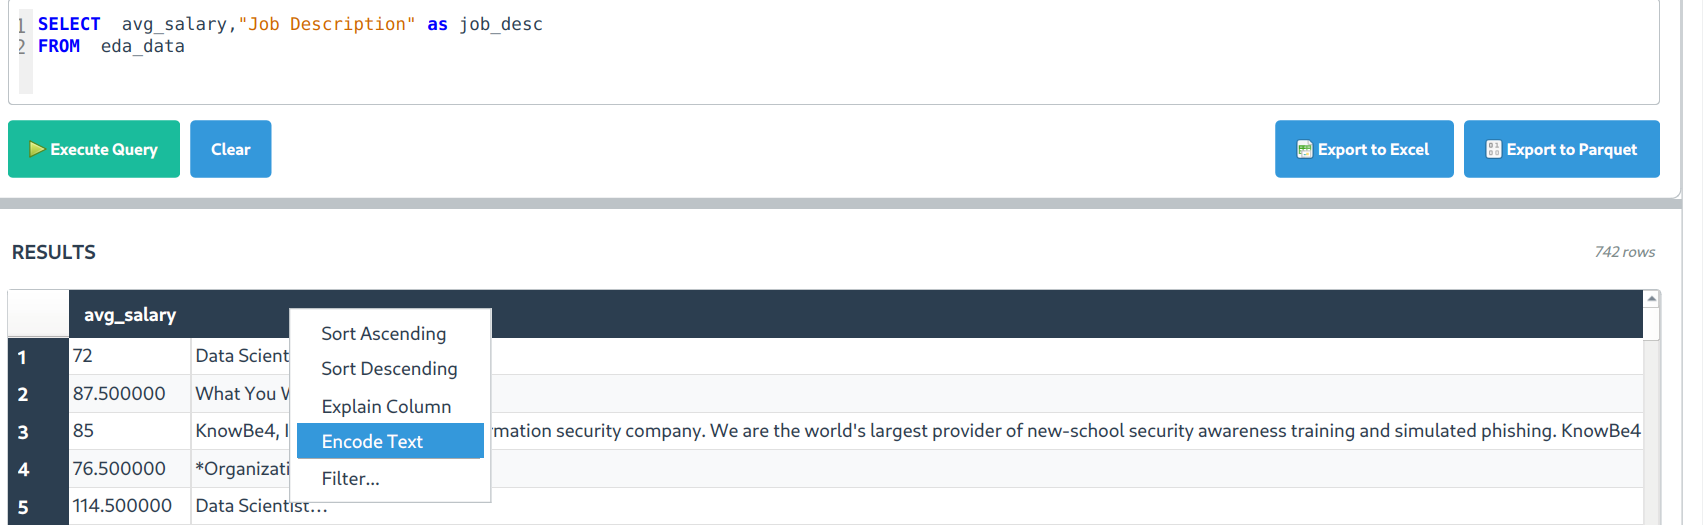 1 SELECT avg_salary,"Job Description" as job_desc
2 FROM eda_data
Execute Query Clear Export to Excel Export to Parquet
RESULTS 742 rows
avg_salary
Sort Ascending
1 72 Data Scient
Sort Descending
2 87.500000 What You
Explain Column
3 85 KnowBe4, mation security company. We are the world's largest provider of new-school security awareness training and simulated phishing. KnowBe4
Encode Text
4 76.500000 *Organizati
Filter...
5 114.500000 Data Scientist...